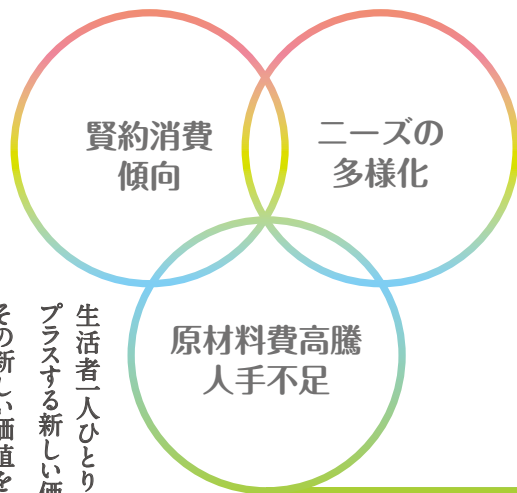 賢約消費
傾向
ニーズの
多様化
原材料費高騰
人手不足
生活者一人ひとり
プラスする新しい価
その新しい価値を